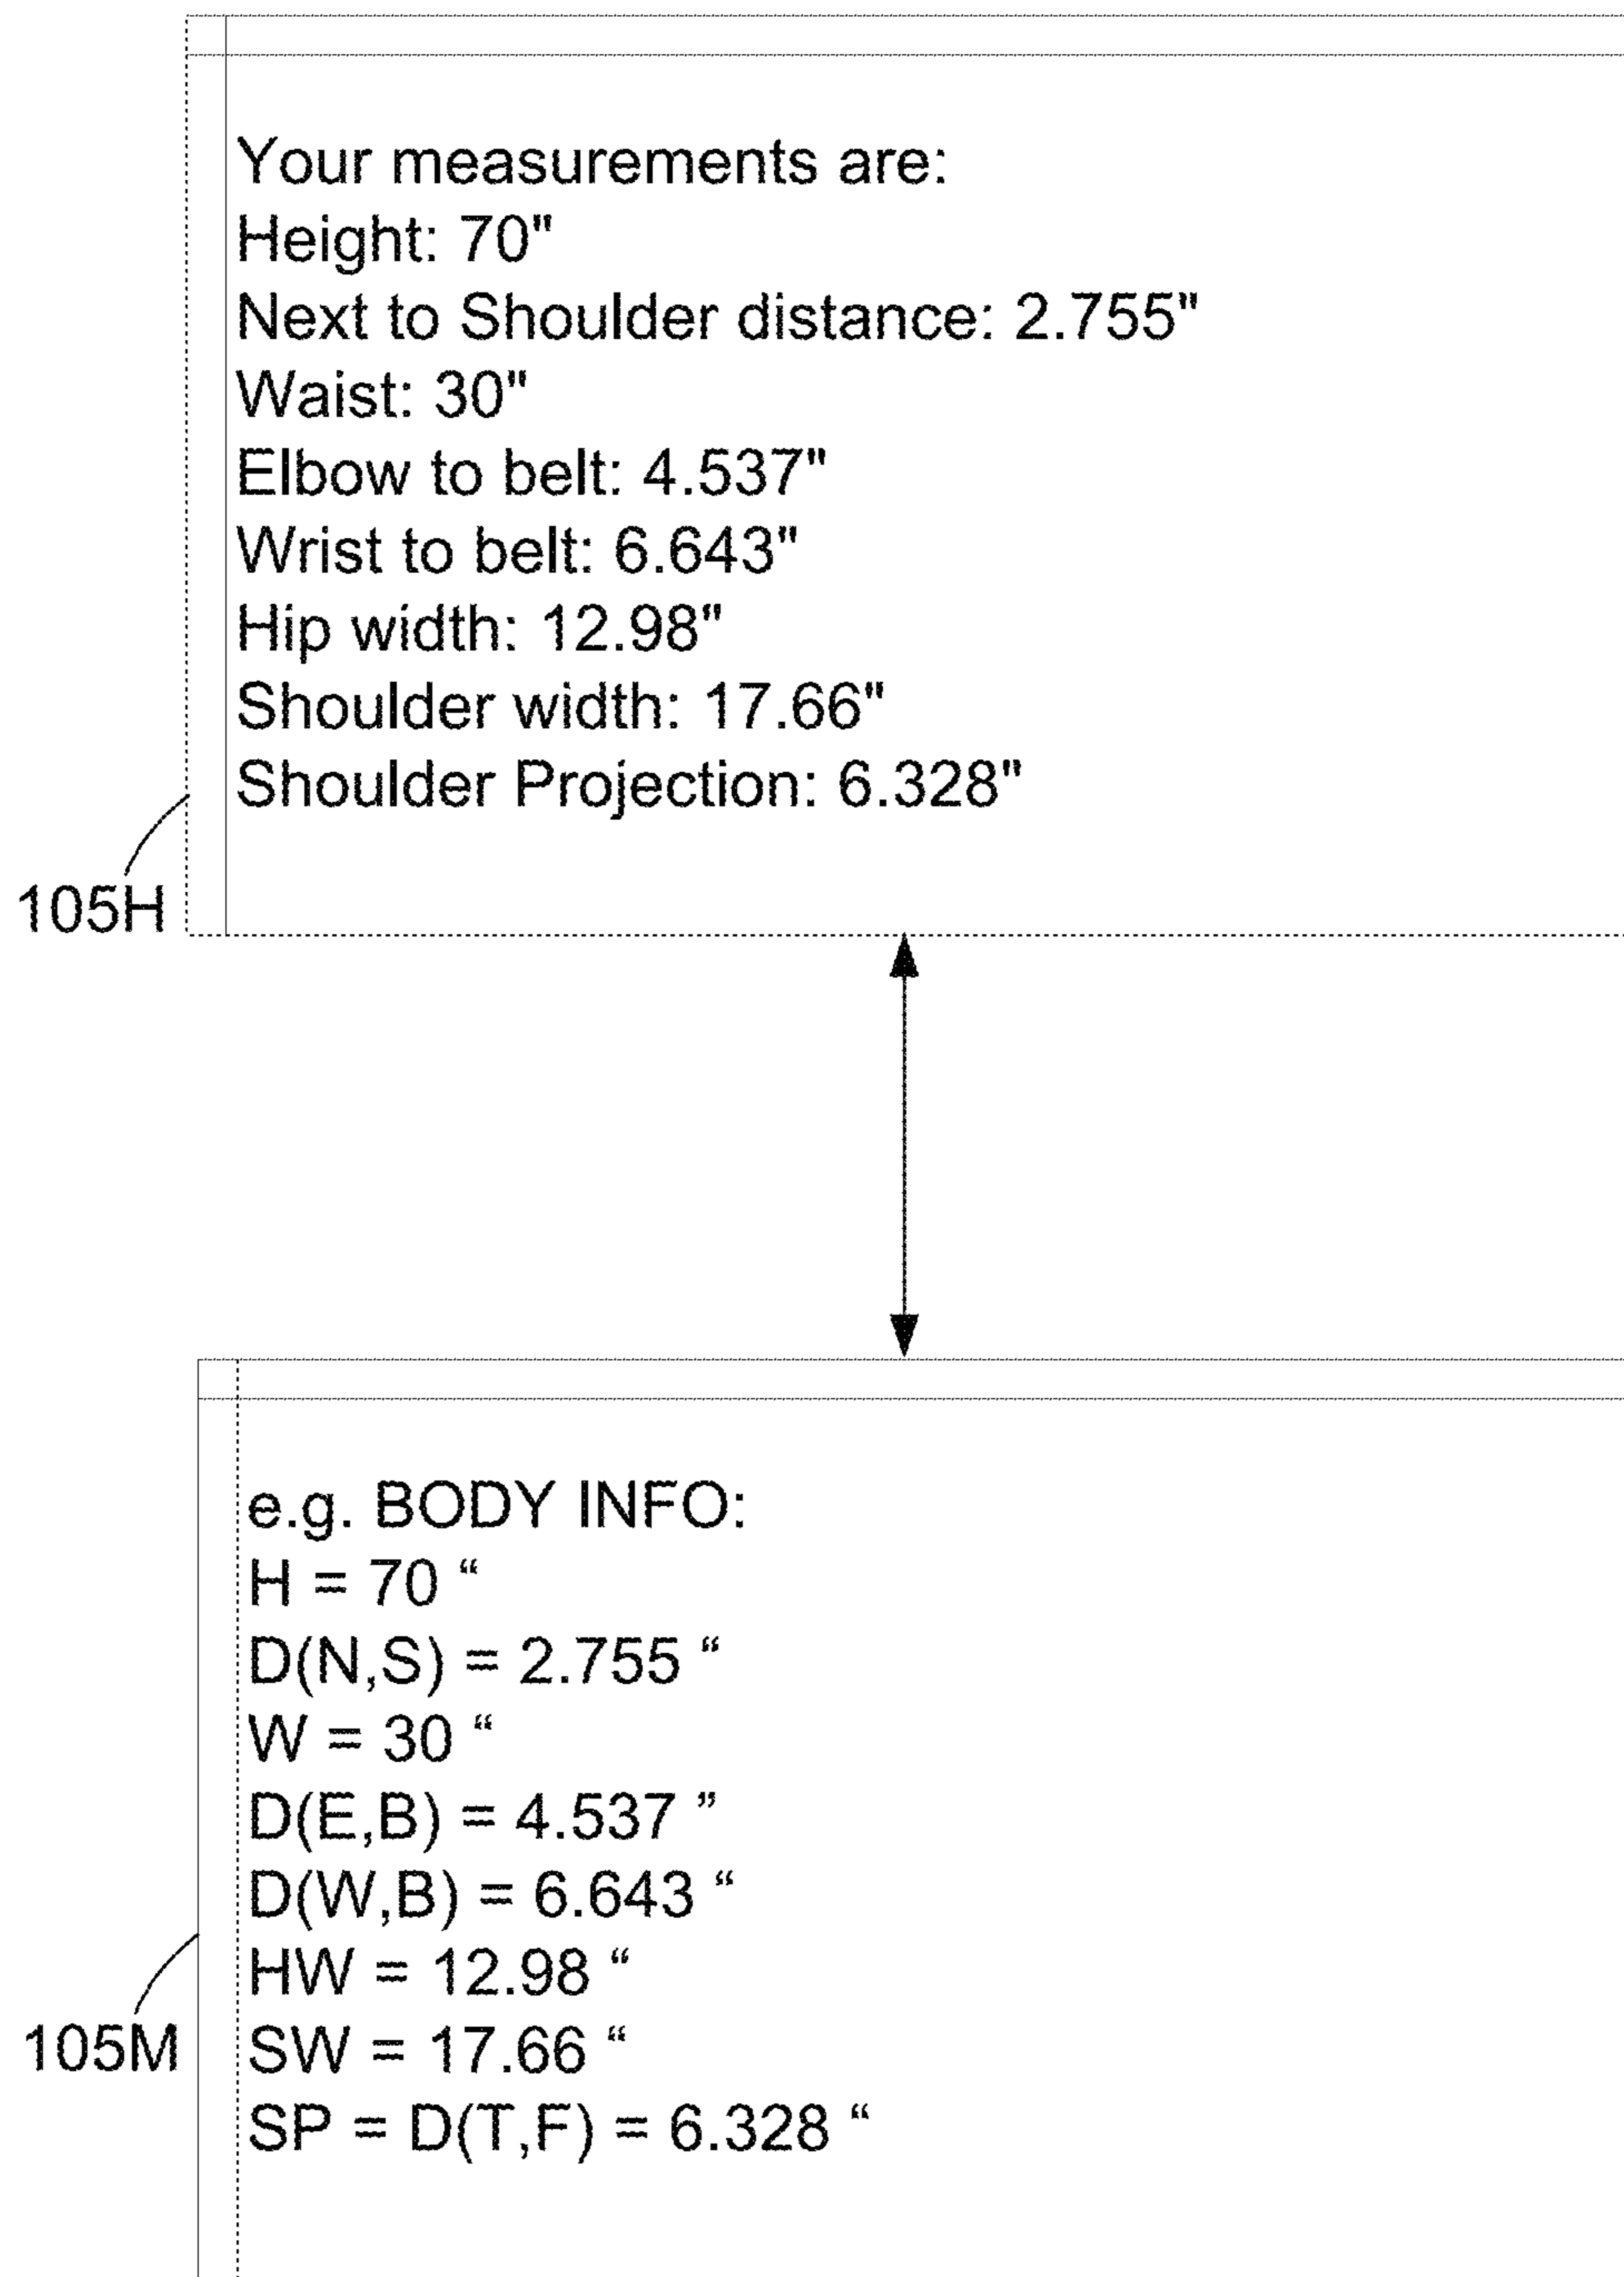 Your measurements are:
Height: 70"
Next to Shoulder distance: 2.755"
Waist: 30"
Elbow to belt: 4.537"
Wrist to belt: 6.643"
Hip width: 12.98"
Shoulder width: 17.66"
Shoulder Projection: 6.328"
105H
e.g. BODY INFO:
H = 70 “
D(N,S) = 2.755 “
W = 30 “
D(E,B) = 4.537 ”
D(W,B) = 6.643 “
HW = 12.98 “
SW = 17.66 “
105M
SP = D(T,F) = 6.328 “